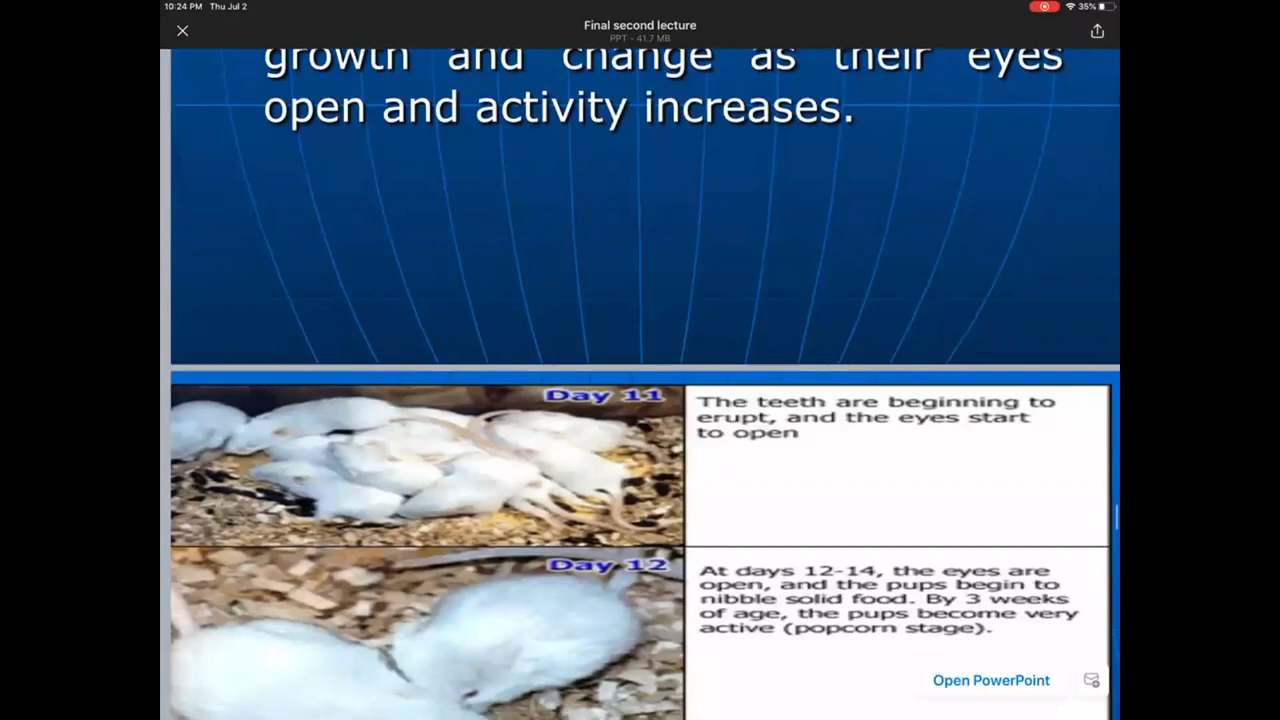 10:24 PM Thu Jul 2
35%
Final second lecture
PPT - 41.7 MB
growth and change as their eyes
open and activity increases.
Day 11
The teeth are beginning to
erupt, and the eyes start
to open
Day 12
At days 12-14, the eyes are
open, and the pups begin to
nibble solid food. By 3 weeks
of age, the pups become very
active (popcorn stage).
Open PowerPoint